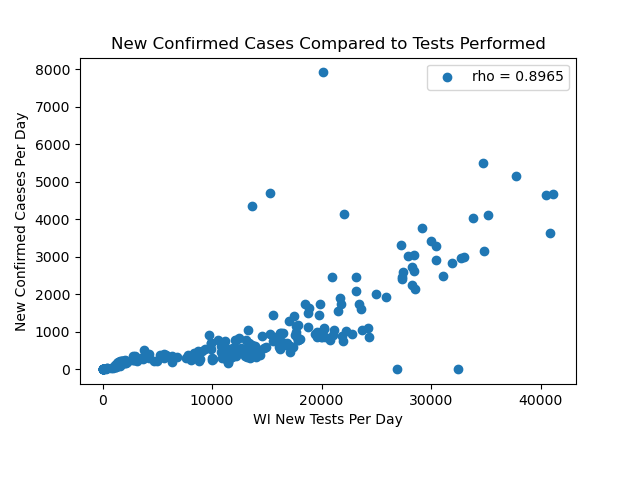 New Confirmed Cases Compared to Tests Performed
rho = 0.8965
8000
7000
6000
5000
4000
3000
2000
1000
0
New Confirmed Caeses Per Day
0 10000 20000 30000 40000
WI New Tests Per Day